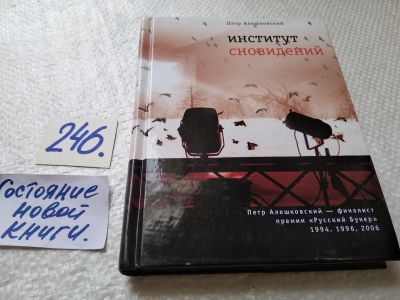 Петр Алешковский
институт
сновидений
246.
Состояние
новой
книги.
Петр Алешковский — финалист
премии «Русский Букер»
1994, 1996, 2006